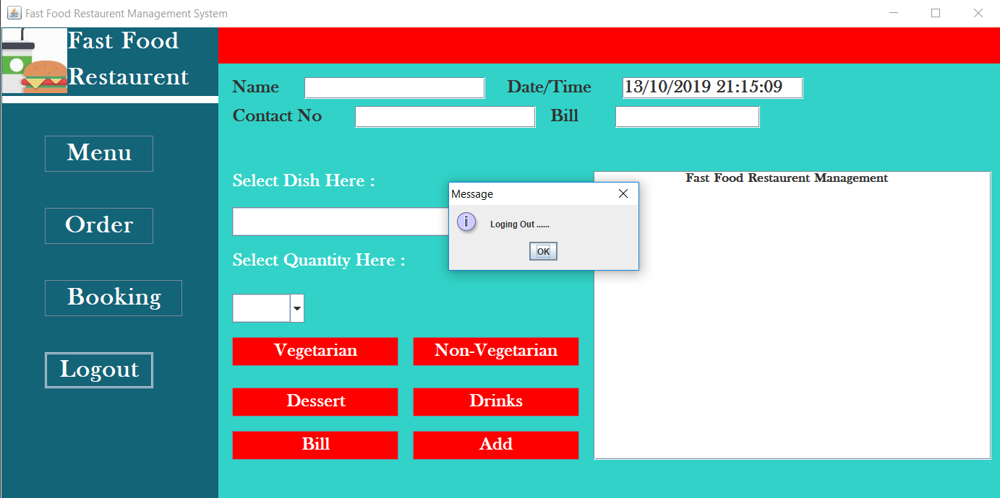 Fast Food Restaurent Management System
Fast Food
Restaurent
Name
Date/Time
13/10/2019 21:15:09
Contact No
Bill
Menu
Order
Booking
Logout
Select Dish Here :
Select Quantity Here :
Vegetarian
Non-Vegetarian
Dessert
Drinks
Bill
Add
Fast Food Restaurent Management
Message
i
Loging Out ......
OK